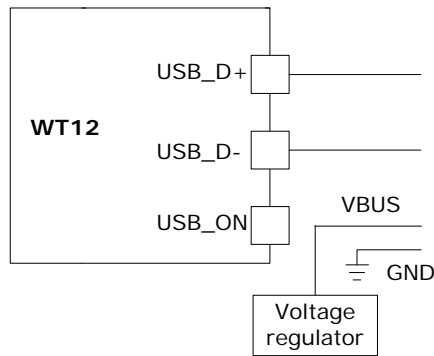 USB_D+
WT12
USB_D-
USB_ON
VBUS
GND
Voltage
regulator